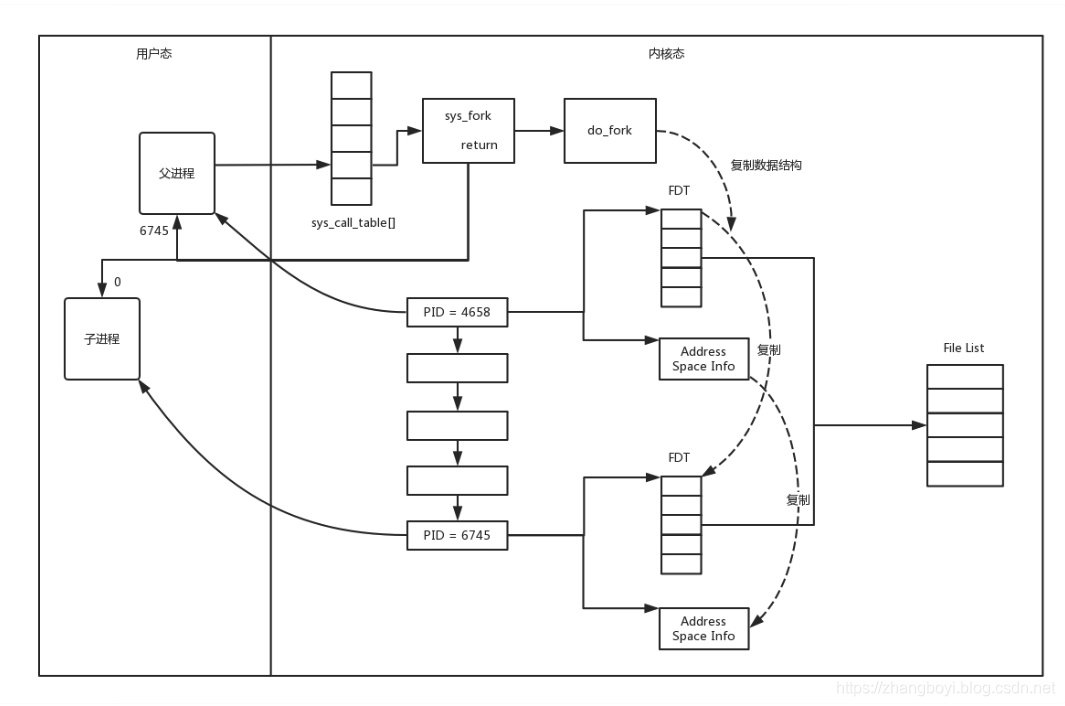 用户态
内核态
sys_fork
return
do_fork
复制数据结构
父进程
FDT
sys_call_table[]
6745
0
PID = 4658
子进程
Address
Space Info
复制
File List
FDT
复制
PID = 6745
Address
Space Info
https://zhangboyi.blog.csdn.net